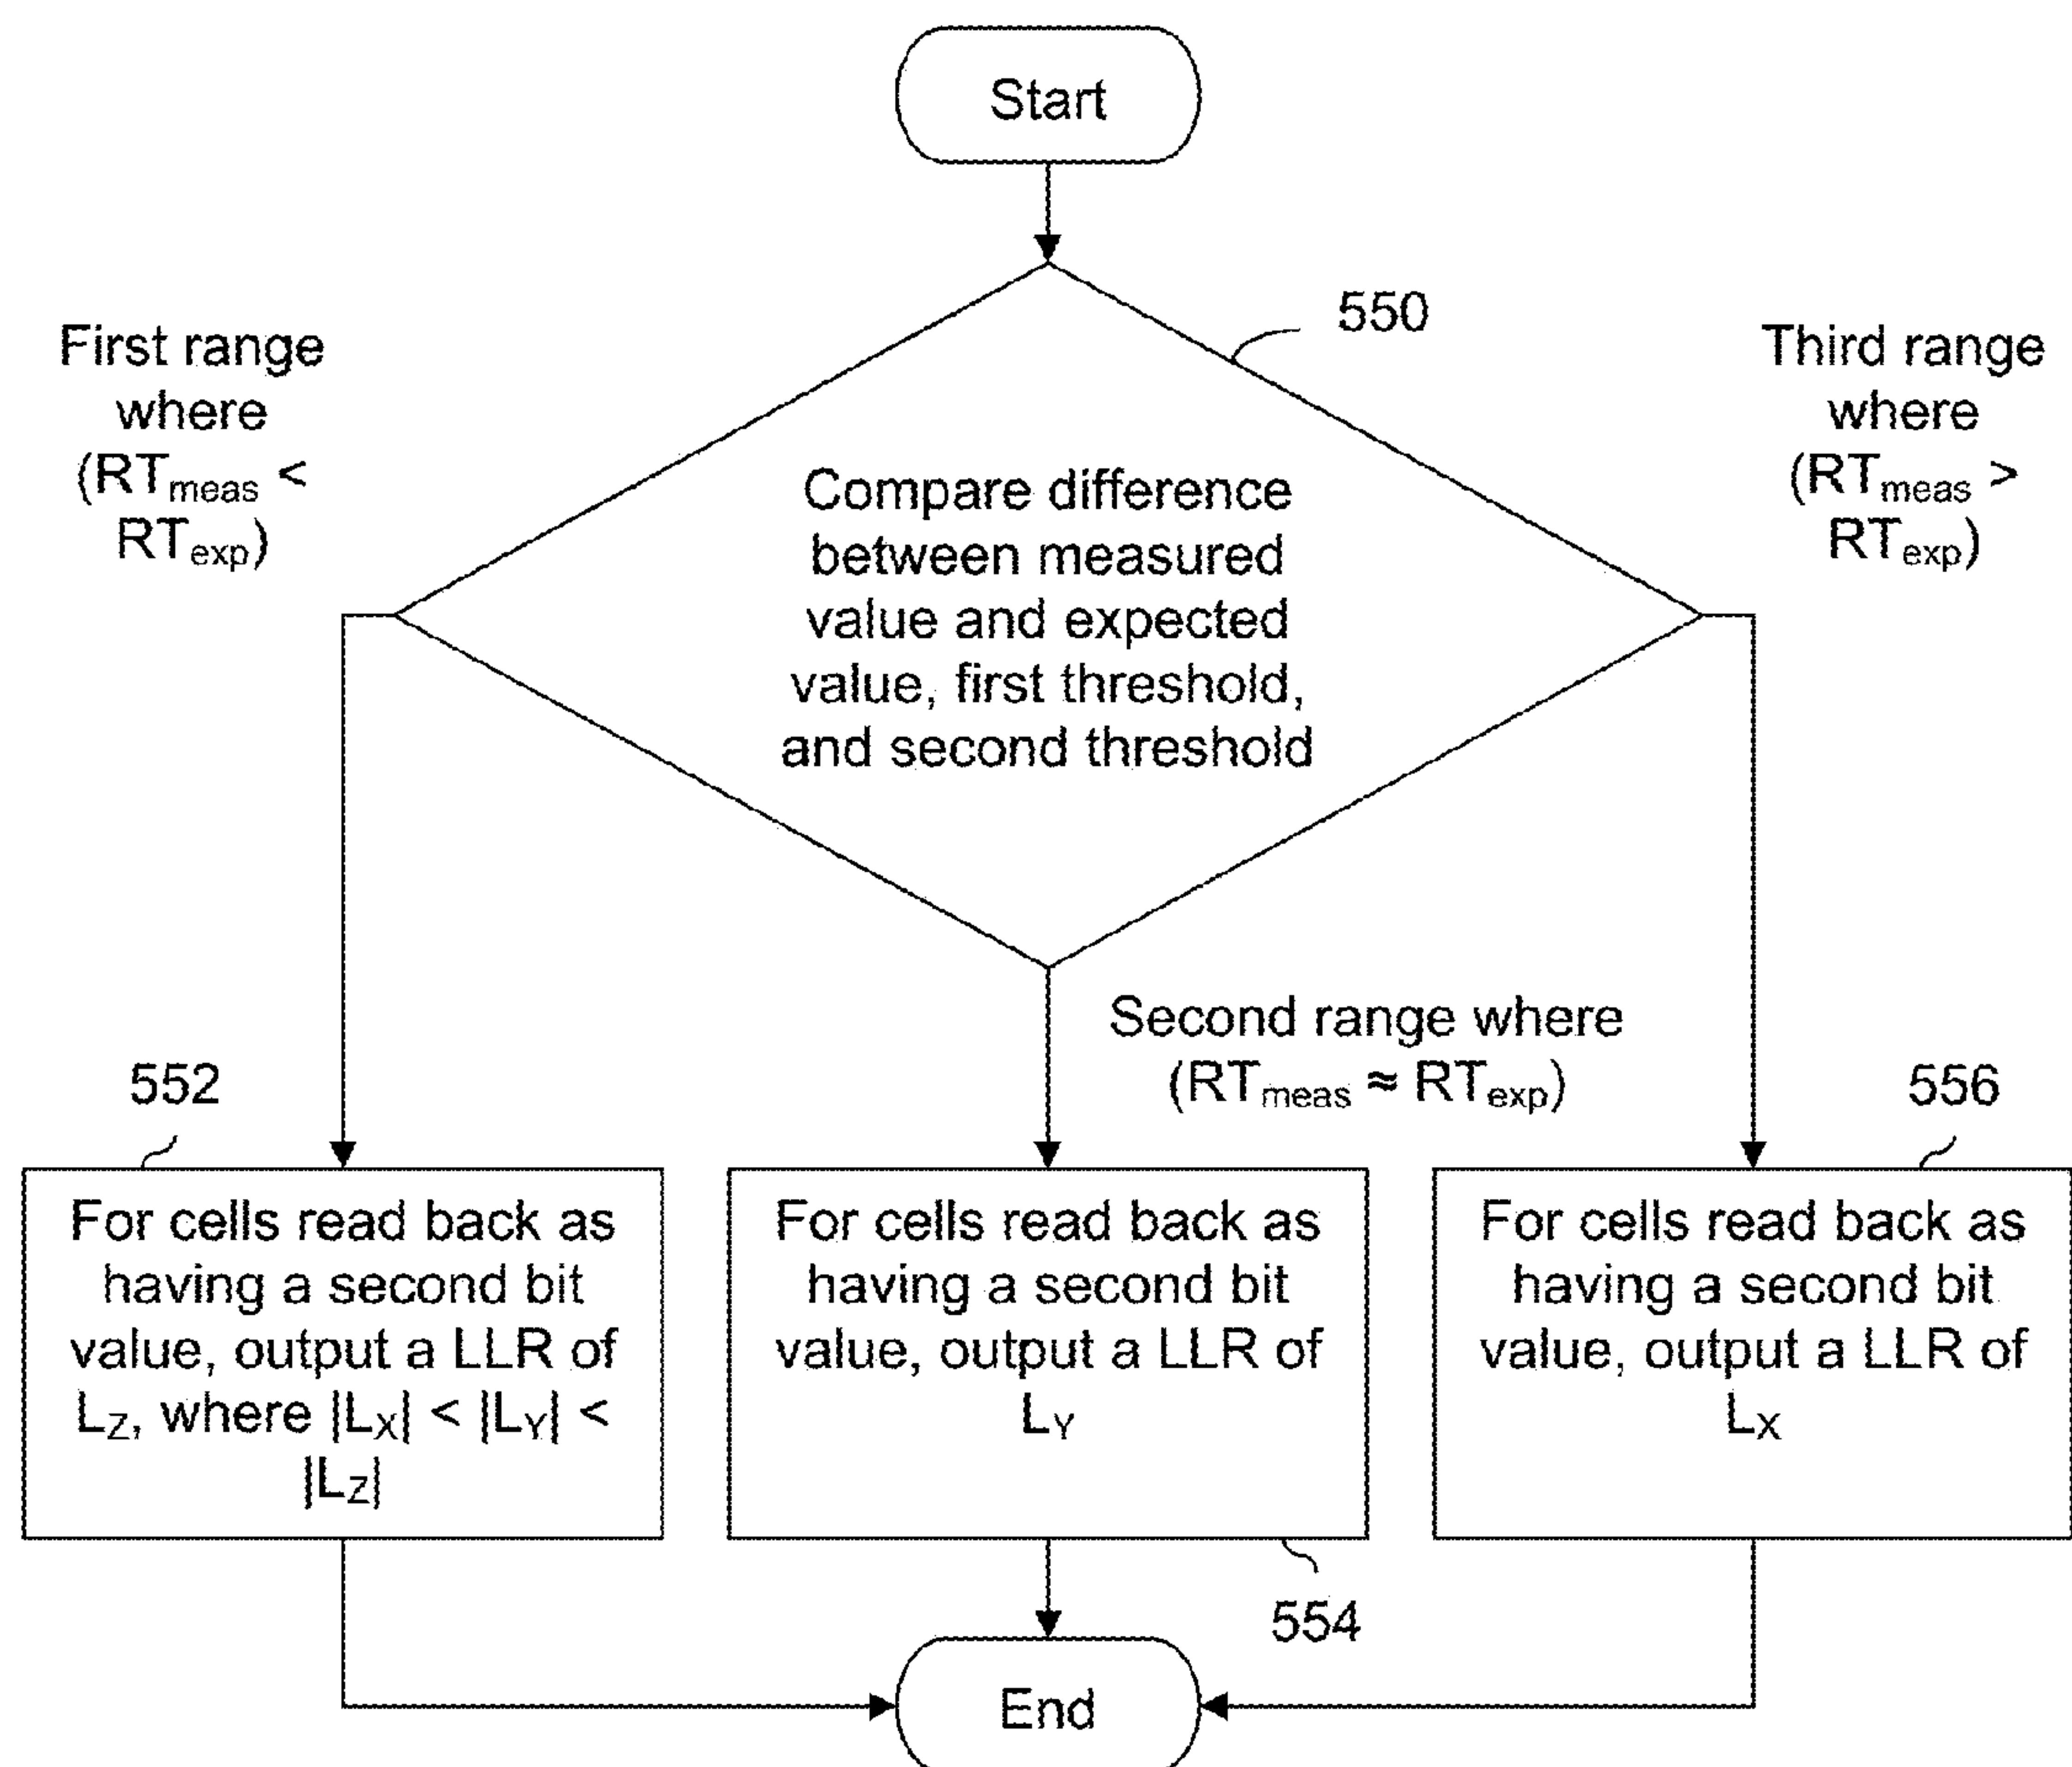 Start
550
First range
where
(RTmeas <
RTexp)
Third range
where
(RTmeas >
RTexp)
Compare difference
between measured
value and expected
value, first threshold,
and second threshold
Second range where
(RTmeas ≈ RTexp)
552
556
For cells read back as
having a second bit
value, output a LLR of
LZ, where |LX| < |LY| <
|LZ|
For cells read back as
having a second bit
value, output a LLR of
LY
For cells read back as
having a second bit
value, output a LLR of
LX
554
End